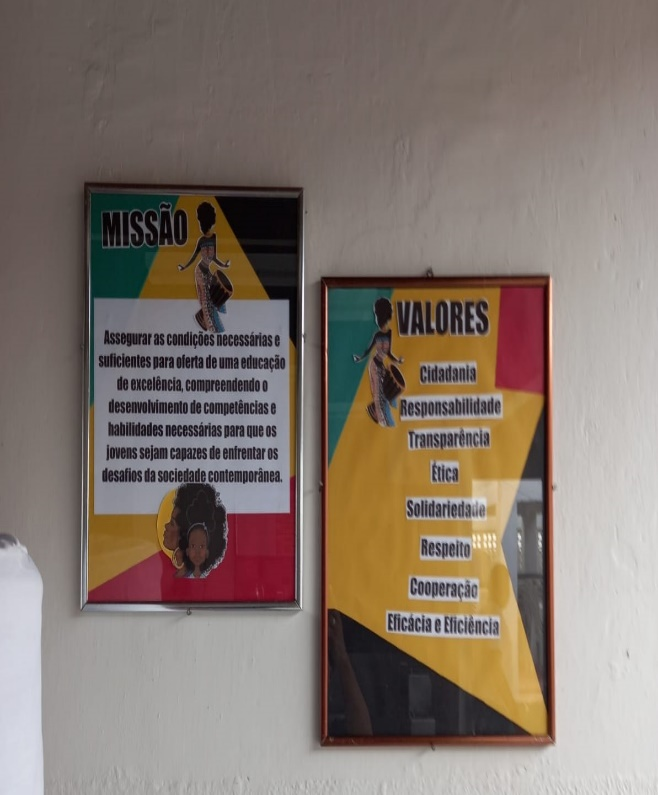 MISSÃO
Assegurar as condições necessárias e
suficientes para oferta de uma educação
de excelência, compreendendo o
desenvolvimento de competências e
habilidades necessárias para que os
jovens sejam capazes de enfrentar os
desafios da sociedade contemporânea.
VALORES
Cidadania
Responsabilidade
Transparência
Ética
Solidariedade
Respeito
Cooperação
Eficácia e Eficiência